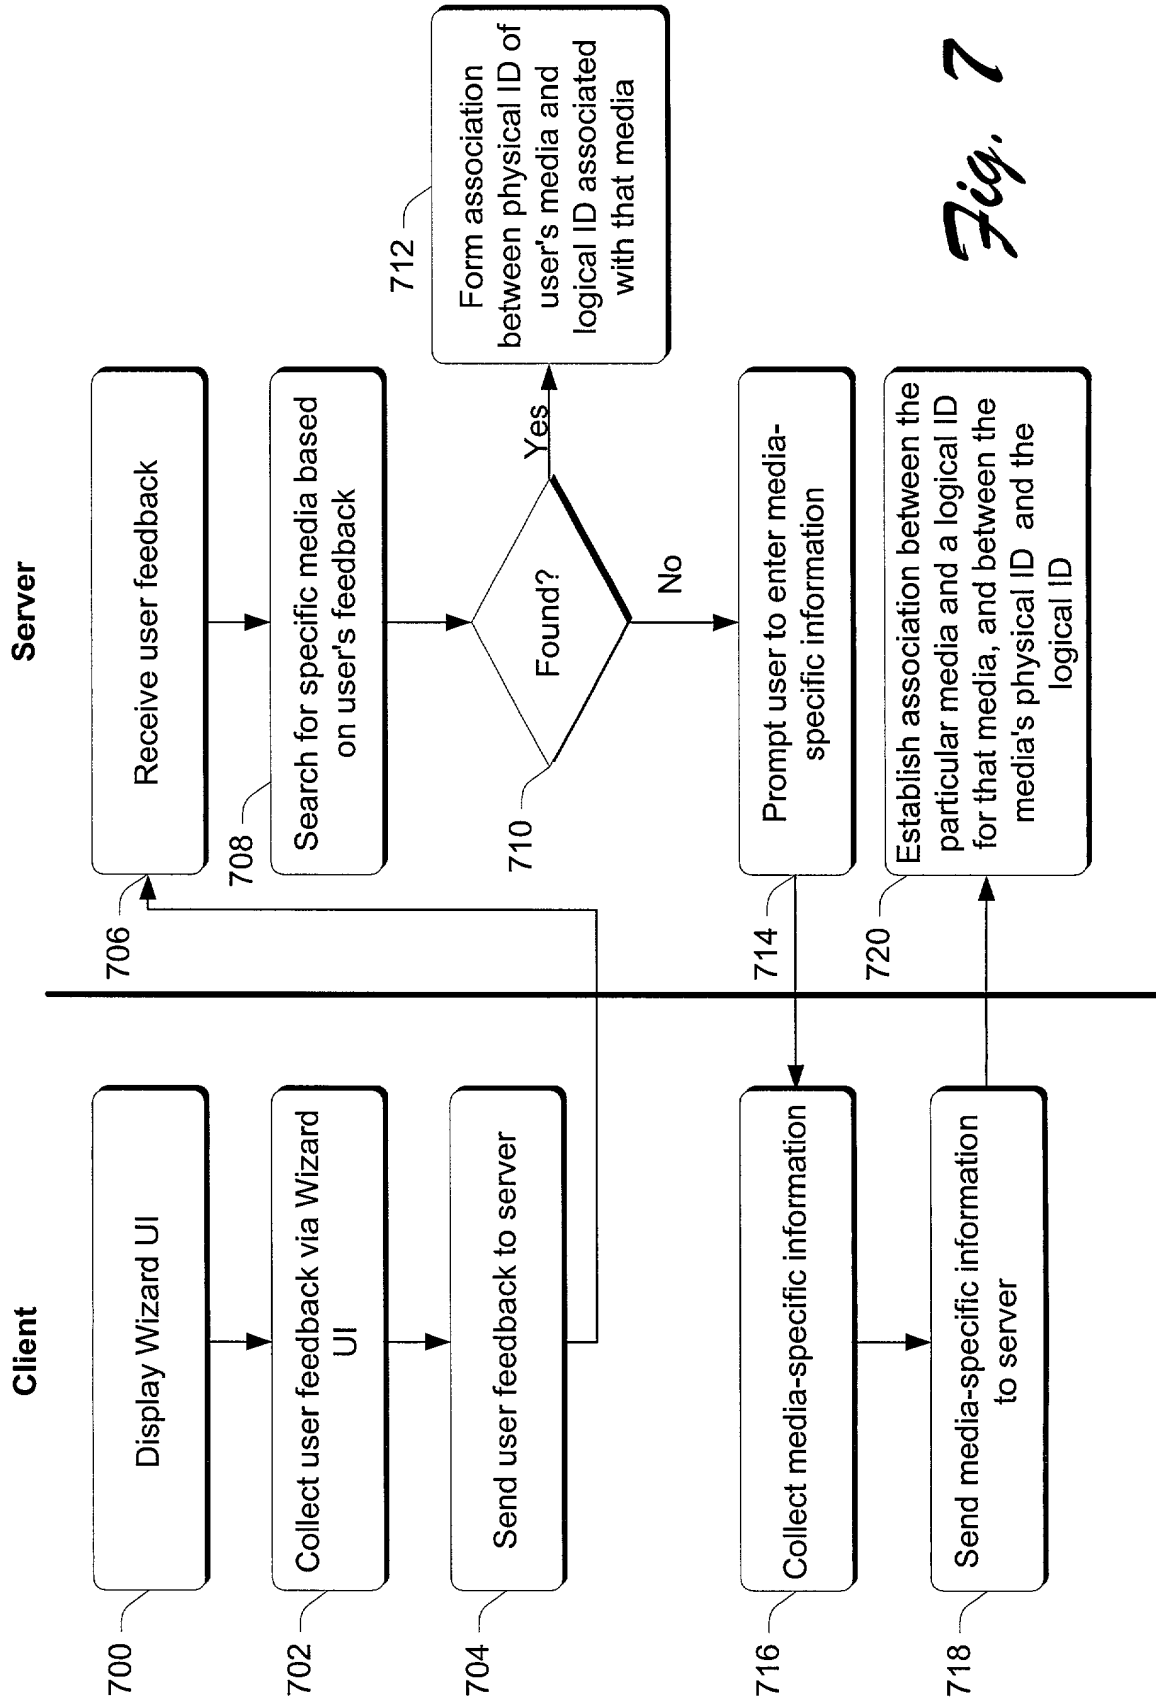 Client
Server
700
Display Wizard UI
702
Collect user feedback via Wizard
UI
704
Send user feedback to server
706
Receive user feedback
708
Search for specific media based
on user's feedback
710
Found?
Yes
712
Form association
between physical ID of
user's media and
logical ID associated
with that media
No
714
Prompt user to enter media-
specific information
716
Collect media-specific information
718
Send media-specific information
to server
720
Establish association between the
particular media and a logical ID
for that media, and between the
media's physical ID and the
logical ID
Fig. 7